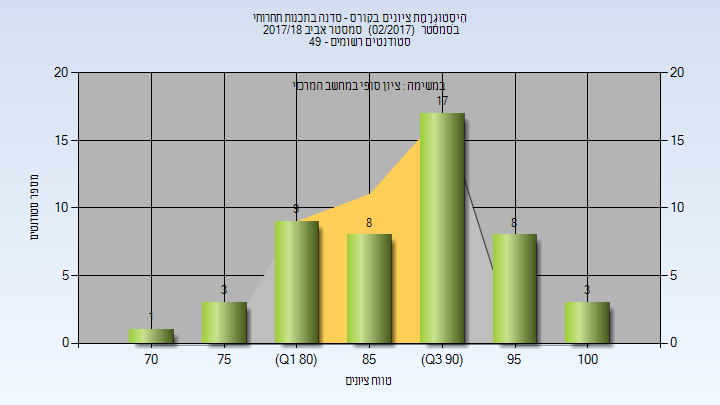 היסטוגרמת ציונים בקורס - סדנה בתכנות תחרותי
בסמסטר (02/2017) סמסטר אביב 2017/18
סטודנטים רשומים - 49
במשימה : ציון סופי במחשב המרכזי
מספר סטודנטים
20 20
15 15
10 10
5 5
0 0
1 3 9 8 17 8 3
70 75 (Q1 80) 85 (Q3 90) 95 100
טווח ציונים